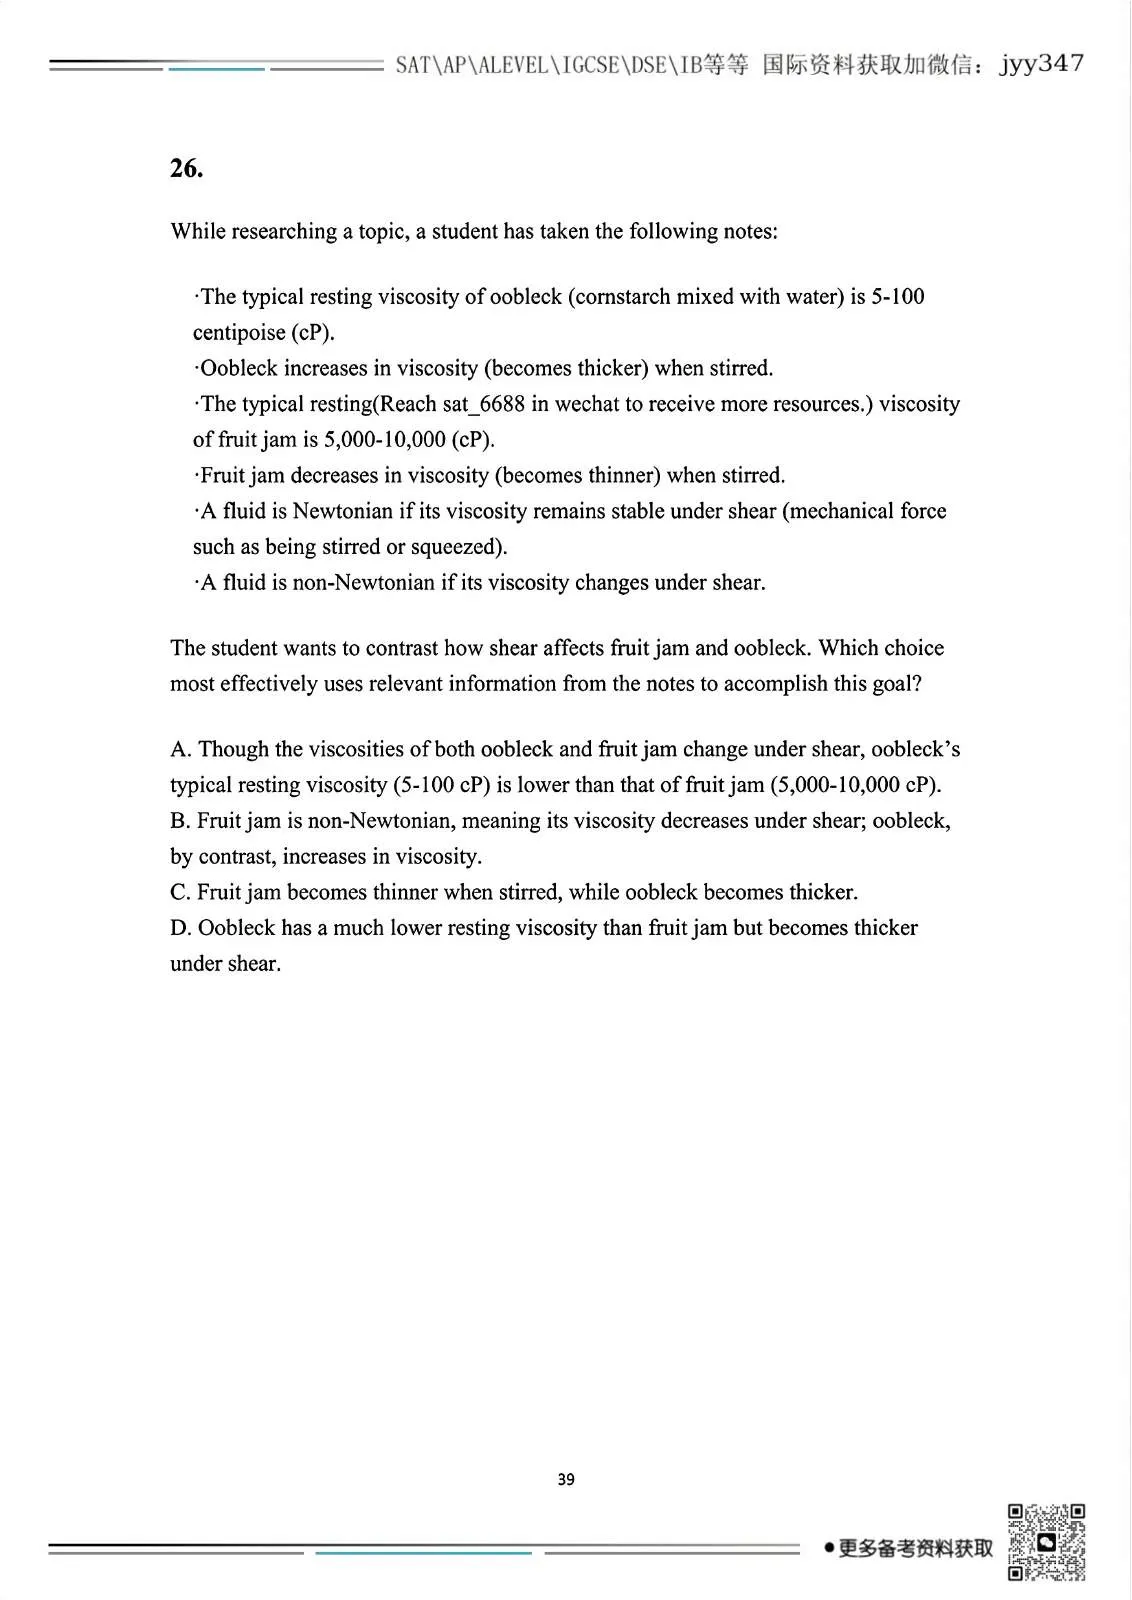 SAT\AP\ALEVEL\IGCSE\DSE\IB等等 国际资料获取加微信：jyy347
26.
While researching a topic, a student has taken the following notes:
·The typical resting viscosity of oobleck (cornstarch mixed with water) is 5-100
centipoise (cP).
·Oobleck increases in viscosity (becomes thicker) when stirred.
·The typical resting(Reach sat_6688 in wechat to receive more resources.) viscosity
of fruit jam is 5,000-10,000 (cP).
·Fruit jam decreases in viscosity (becomes thinner) when stirred.
·A fluid is Newtonian if its viscosity remains stable under shear (mechanical force
such as being stirred or squeezed).
·A fluid is non-Newtonian if its viscosity changes under shear.
The student wants to contrast how shear affects fruit jam and oobleck. Which choice
most effectively uses relevant information from the notes to accomplish this goal?
A. Though the viscosities of both oobleck and fruit jam change under shear, oobleck’s
typical resting viscosity (5-100 cP) is lower than that of fruit jam (5,000-10,000 cP).
B. Fruit jam is non-Newtonian, meaning its viscosity decreases under shear; oobleck,
by contrast, increases in viscosity.
C. Fruit jam becomes thinner when stirred, while oobleck becomes thicker.
D. Oobleck has a much lower resting viscosity than fruit jam but becomes thicker
under shear.
39
●更多备考资料获取